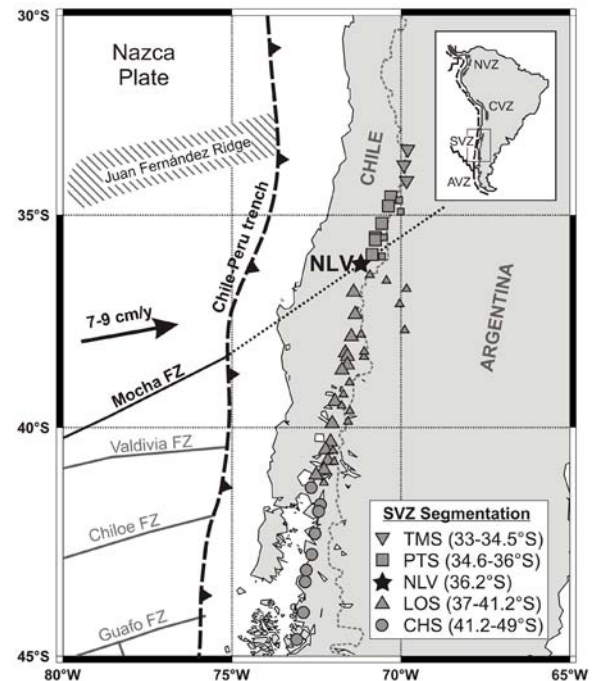 30°S
Nazca
Plate
NVZ
CVZ
SVZ
AVZ
Juan Fernández Ridge
CHILE
35°S
Chile-Peru trench
NLV
7-9 cm/y
ARGENTINA
Mocha FZ
40°S
Valdivia FZ
Chiloe FZ
Guafo FZ
SVZ Segmentation
TMS (33-34.5°S)
PTS (34.6-36°S)
NLV (36.2°S)
LOS (37-41.2°S)
CHS (41.2-49°S)
45°S
80°W
75°W
70°W
65°W